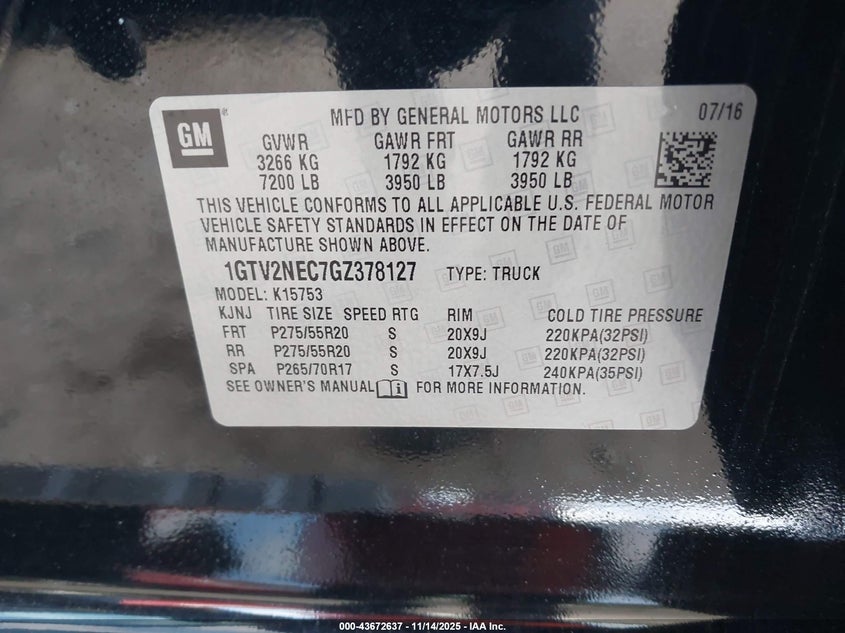 GM
®
MFD BY GENERAL MOTORS LLC
07/16
GVWR GAWR FRT GAWR RR
3266 KG 1792 KG 1792 KG
7200 LB 3950 LB 3950 LB
THIS VEHICLE CONFORMS TO ALL APPLICABLE U.S. FEDERAL MOTOR
VEHICLE SAFETY STANDARDS IN EFFECT ON THE DATE OF
MANUFACTURE SHOWN ABOVE.
1GTV2NEC7GZ378127 TYPE: TRUCK
MODEL: K15753
KJNJ TIRE SIZE SPEED RTG RIM COLD TIRE PRESSURE
FRT P275/55R20 S 20X9J 220KPA(32PSI)
RR P275/55R20 S 20X9J 220KPA(32PSI)
SPA P265/70R17 S 17X7.5J 240KPA(35PSI)
SEE OWNER'S MANUAL i FOR MORE INFORMATION.
000-43672637 - 11/14/2025 - IAA Inc.